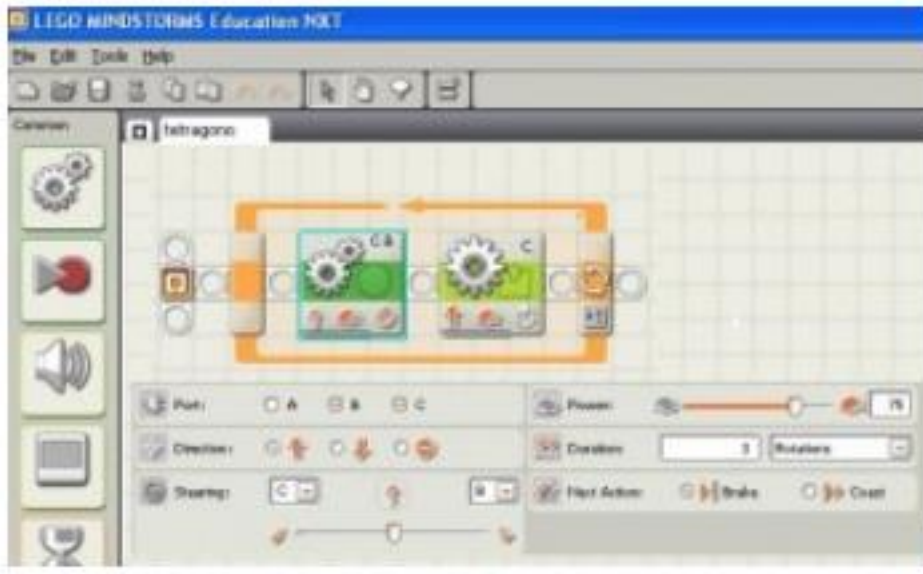 LEGO MINDSTORMS Education NXT
File Edit Tools Help
Common
tetragono
C B
C
Port: A B C
Power: 75
Direction:
Duration: Rotations
Steering: C B
Next Action: Brake Coast